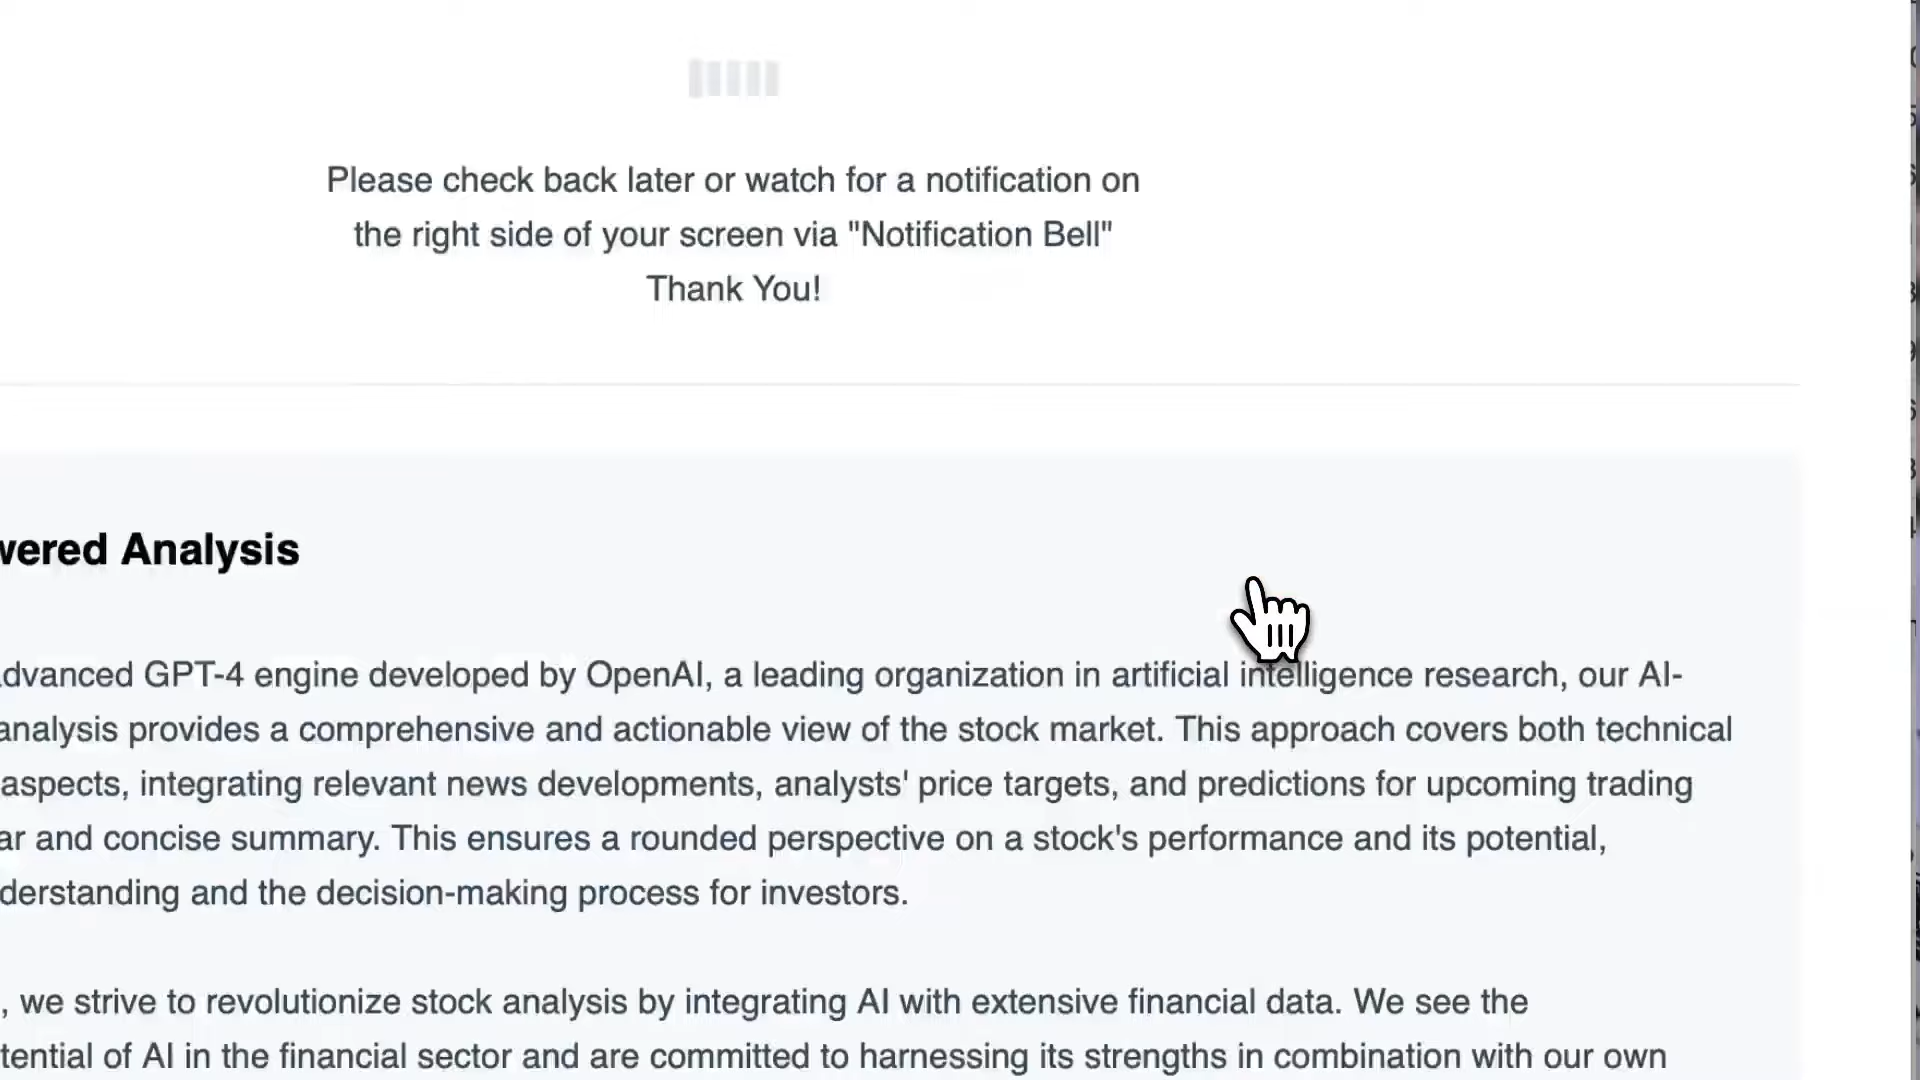 Please check back later or watch for a notification on
the right side of your screen via "Notification Bell"
Thank You!
wered Analysis
dvanced GPT-4 engine developed by OpenAI, a leading organization in artificial intelligence research, our AI-
analysis provides a comprehensive and actionable view of the stock market. This approach covers both technical
aspects, integrating relevant news developments, analysts' price targets, and predictions for upcoming trading
ar and concise summary. This ensures a rounded perspective on a stock's performance and its potential,
derstanding and the decision-making process for investors.
, we strive to revolutionize stock analysis by integrating AI with extensive financial data. We see the
tential of AI in the financial sector and are committed to harnessing its strengths in combination with our own